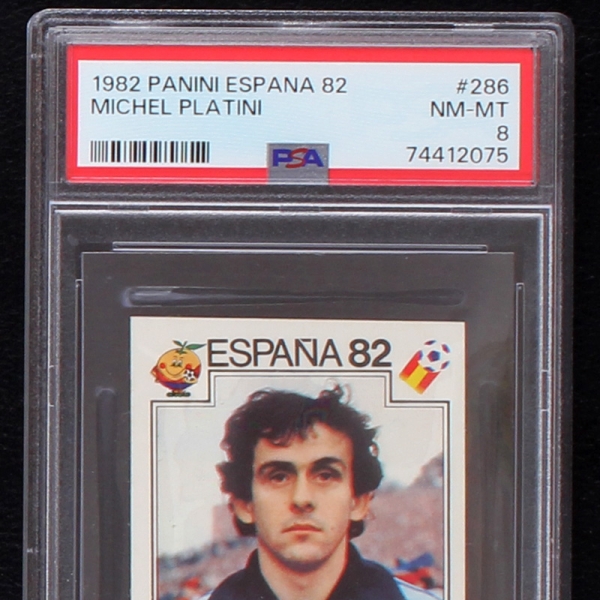 1982 PANINI ESPANA 82 #286
MICHEL PLATINI NM-MT
8
PSA 74412075
ESPAÑA 82